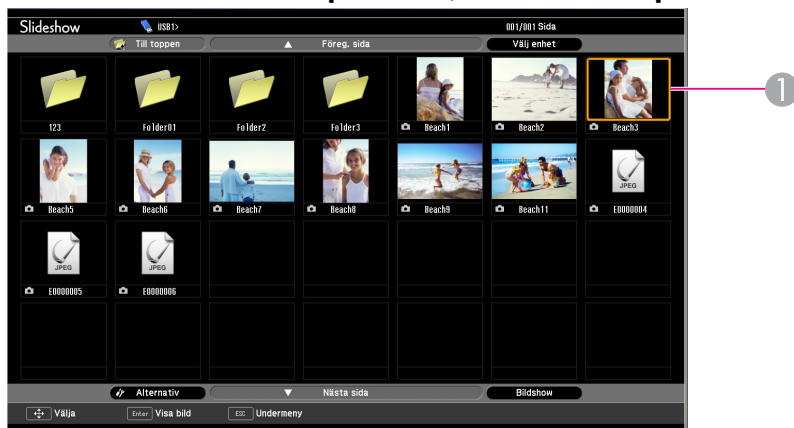 Slideshow USB1> 001/001 Sida
Till toppen Föreg. sida Välj enhet
123 Folder01 Folder2 Folder3 Beach1 Beach2 Beach3
1
Beach5 Beach6 Beach7 Beach8 Beach9 Beach11 JPEG E0000004
JPEG E0000005 JPEG E0000006
Alternativ Nästa sida Bildshow
Välja Enter Visa bild ESC Undermeny